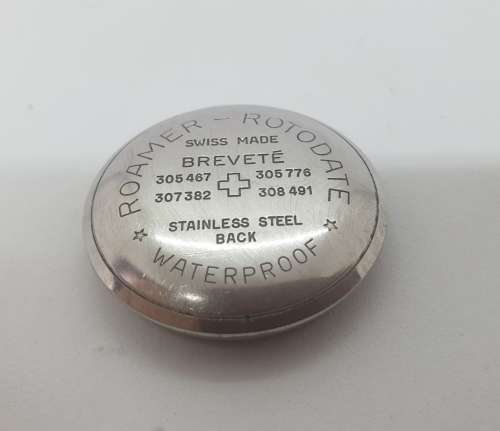 ROAMER - ROTODATE
SWISS MADE
BREVETÉ
305467 305776
307382 308491
STAINLESS STEEL
BACK
WATERPROOF